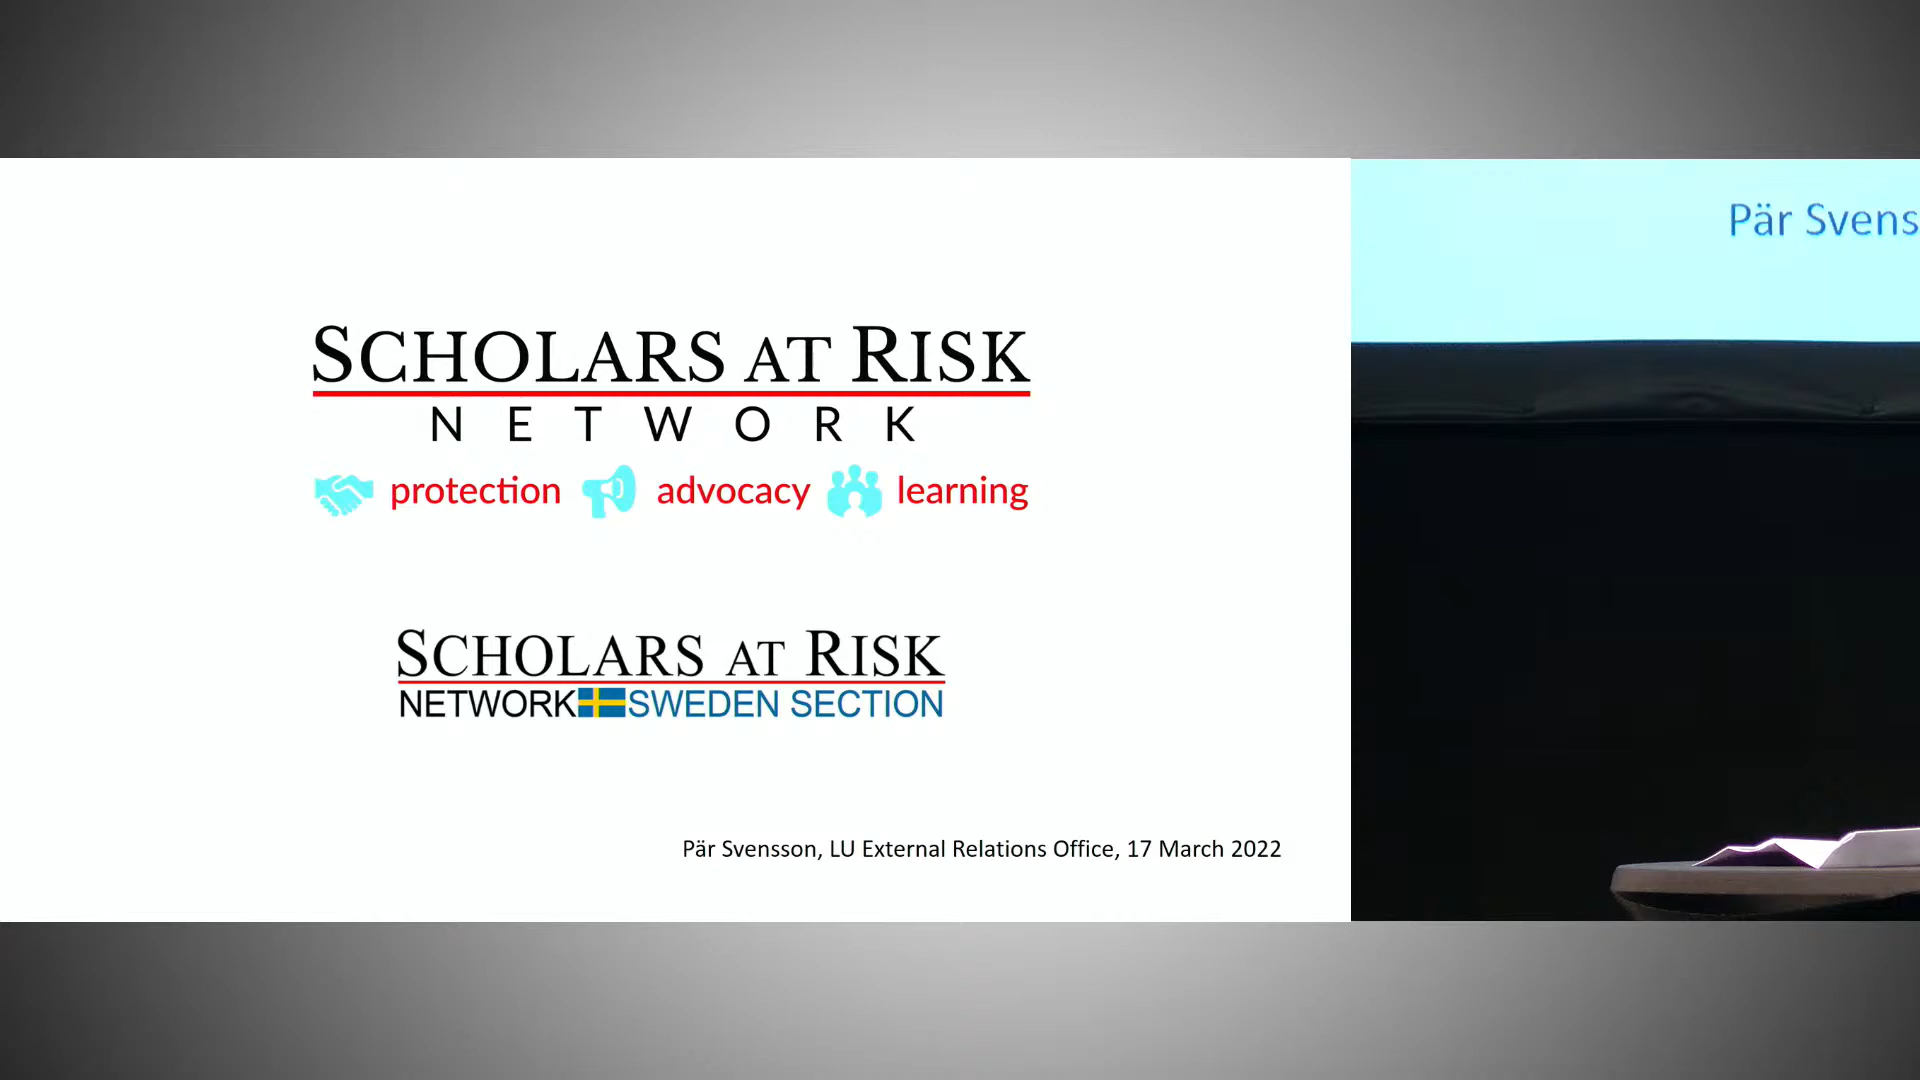 SCHOLARS AT RISK
NETWORK
protection advocacy learning
SCHOLARS AT RISK
NETWORK SWEDEN SECTION
Pär Svensson, LU External Relations Office, 17 March 2022
Pär Svens